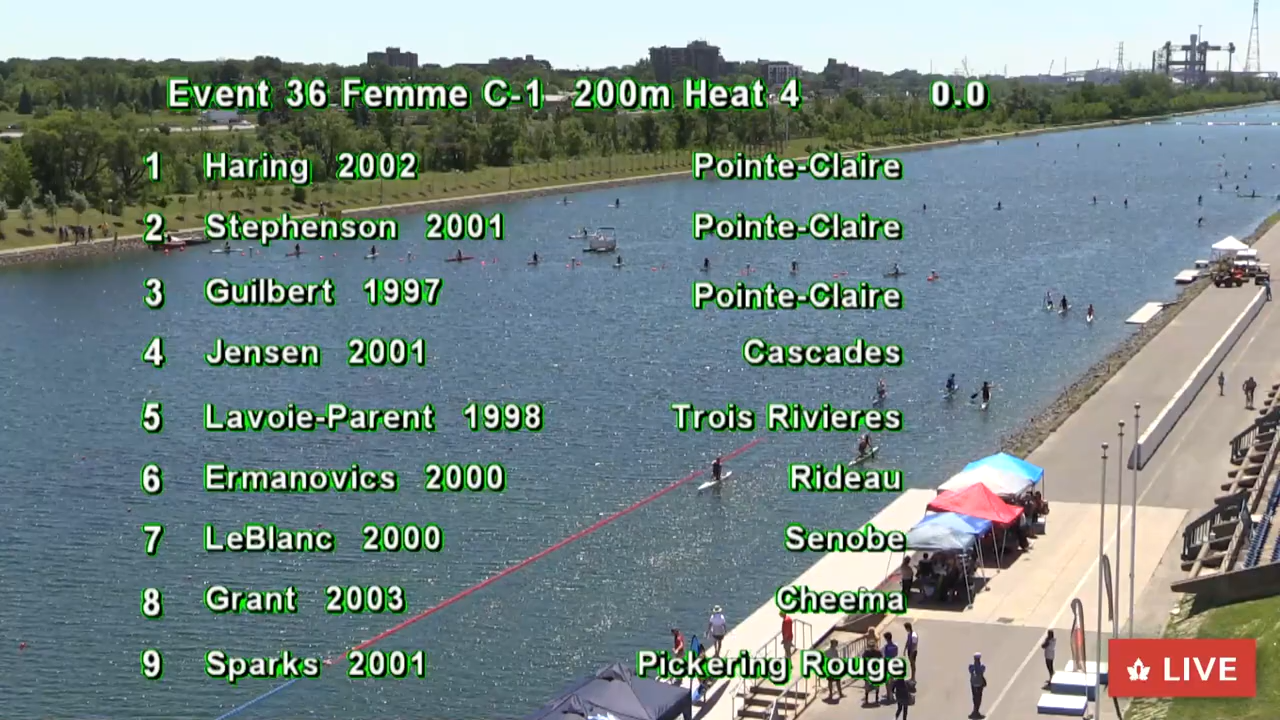 Event 36 Femme C-1 200m Heat 4 0.0
1 Haring 2002 Pointe-Claire
2 Stephenson 2001 Pointe-Claire
3 Guilbert 1997 Pointe-Claire
4 Jensen 2001 Cascades
5 Lavoie-Parent 1998 Trois Rivieres
6 Ermanovics 2000 Rideau
7 LeBlanc 2000 Senobe
8 Grant 2003 Cheema
9 Sparks 2001 Pickering Rouge
LIVE